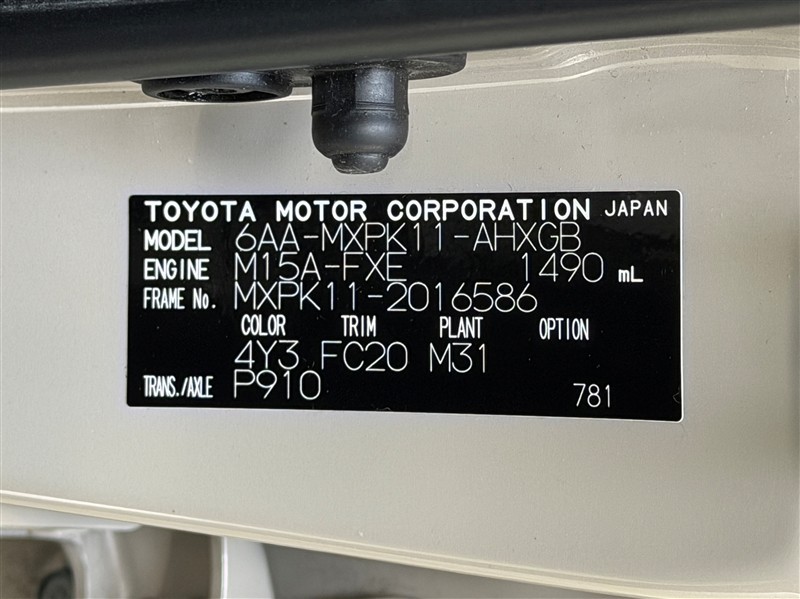 TOYOTA MOTOR CORPORATION JAPAN
MODEL 6AA-MXPK11-AHXGB
ENGINE M15A-FXE 1490 mL
FRAME No. MXPK11-2016586
COLOR TRIM PLANT OPTION
4Y3 FC20 M31
TRANS./AXLE P910 781